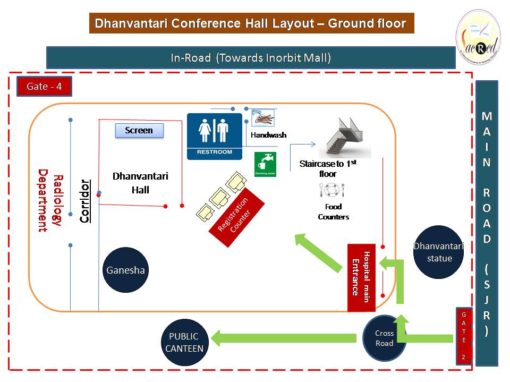 Dhanvantari Conference Hall Layout – Ground floor
acRed
In-Road (Towards Inorbit Mall)
Gate - 4
Screen
RESTROOM
Handwash
Dhanvantari
Hall
Staircase to 1st
floor
Food
Counters
Registration
Counter
Radiology
Department
Corridor
Ganesha
Hospital main
Entrance
Dhanvantari
statue
MAIN ROAD (SJR)
GATE 2
Cross
Road
PUBLIC
CANTEEN